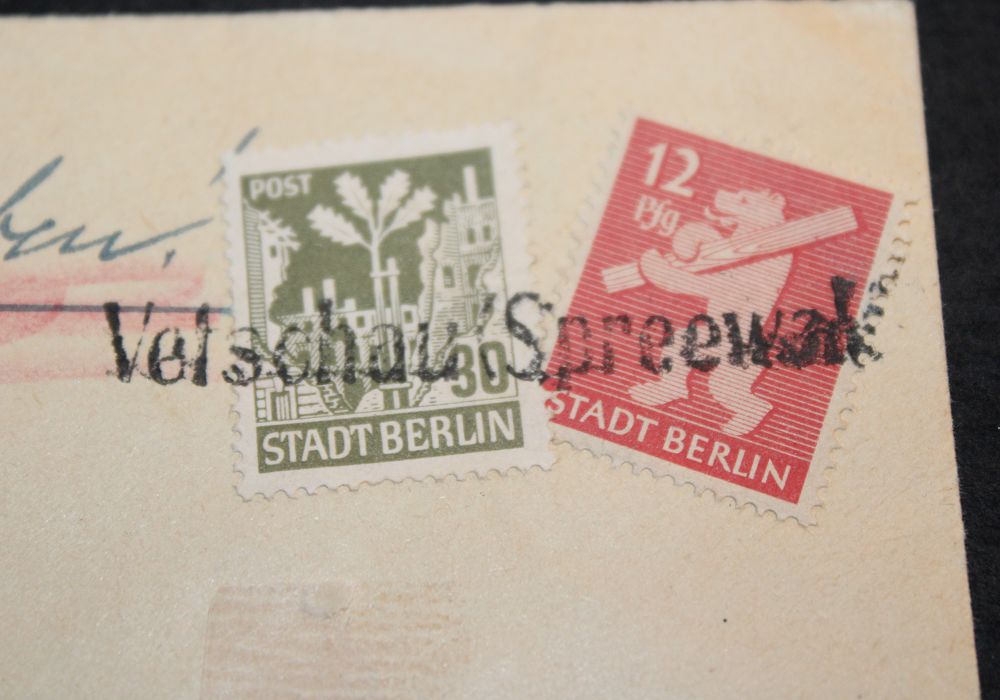 POST
30
STADT BERLIN
12
Pfg
STADT BERLIN
Vetschau/Spreewald